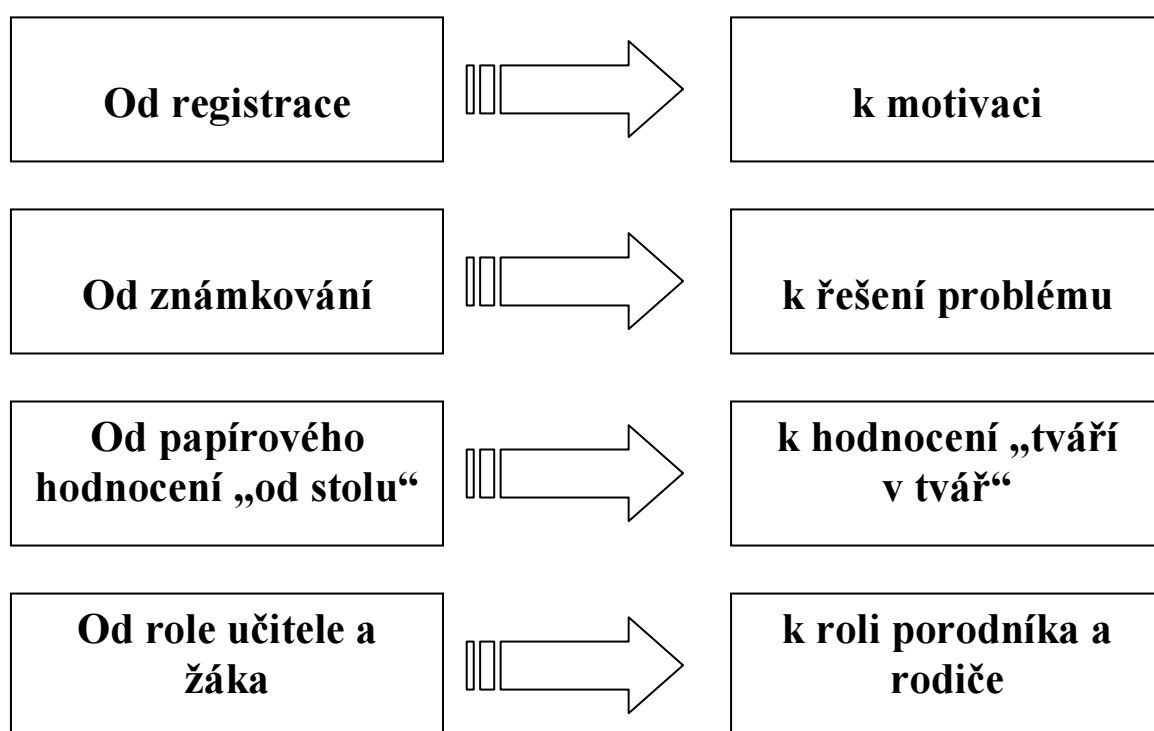 Od registrace
k motivaci
Od známkování
k řešení problému
Od papírového
hodnocení „od stolu“
k hodnocení „tváří
v tvář“
Od role učitele a
žáka
k roli porodníka a
rodiče